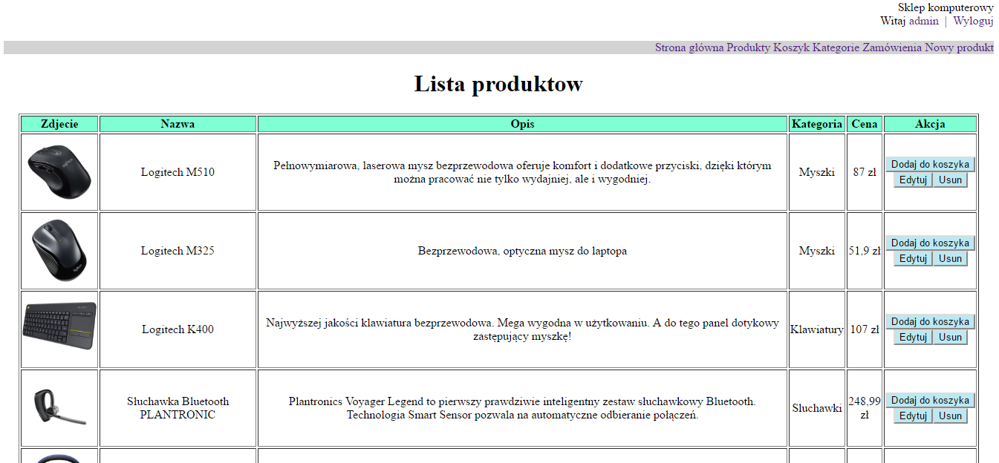 Sklep komputerowy
Witaj admin | Wyloguj
Strona główna Produkty Koszyk Kategorie Zamówienia Nowy produkt
Lista produktow
Zdjecie Nazwa Opis Kategoria Cena Akcja
Logitech M510
Pełnowymiarowa, laserowa mysz bezprzewodowa oferuje komfort i dodatkowe przyciski, dzięki którym
można pracować nie tylko wydajniej, ale i wygodniej.
Myszki
87 zł
Dodaj do koszyka
Edytuj Usun
Logitech M325
Bezprzewodowa, optyczna mysz do laptopa
Myszki
51,9 zł
Dodaj do koszyka
Edytuj Usun
Logitech K400
Najwyższej jakości klawiatura bezprzewodowa. Mega wygodna w użytkowaniu. A do tego panel dotykowy
zastępujący myszkę!
Klawiatury
107 zł
Dodaj do koszyka
Edytuj Usun
Słuchawka Bluetooth
PLANTRONIC
Plantronics Voyager Legend to pierwszy prawdziwie inteligentny zestaw słuchawkowy Bluetooth.
Technologia Smart Sensor pozwala na automatyczne odbieranie połączeń.
Sluchawki
248,99
zł
Dodaj do koszyka
Edytuj Usun